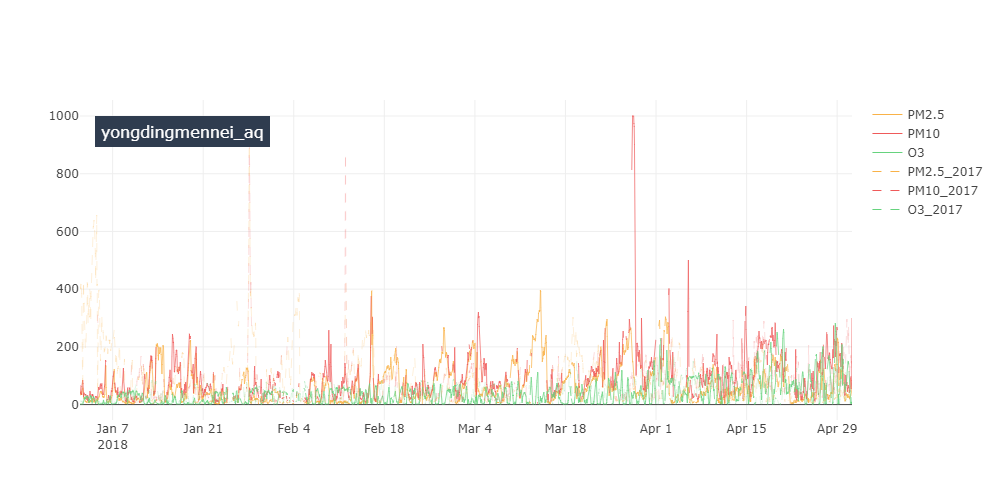 yongdingmennei_aq
1000
800
600
400
200
0
Jan 7
2018
Jan 21
Feb 4
Feb 18
Mar 4
Mar 18
Apr 1
Apr 15
Apr 29
PM2.5
PM10
O3
PM2.5_2017
PM10_2017
O3_2017